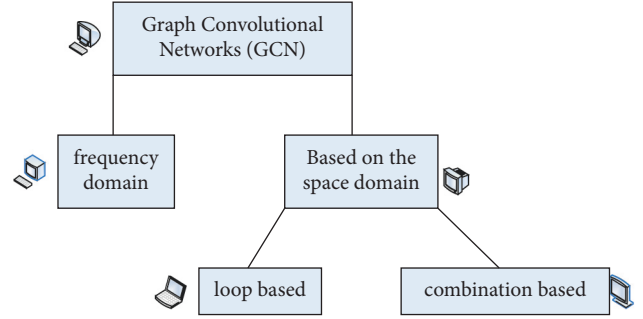 Graph Convolutional
Networks (GCN)
frequency
domain
Based on the
space domain
loop based
combination based